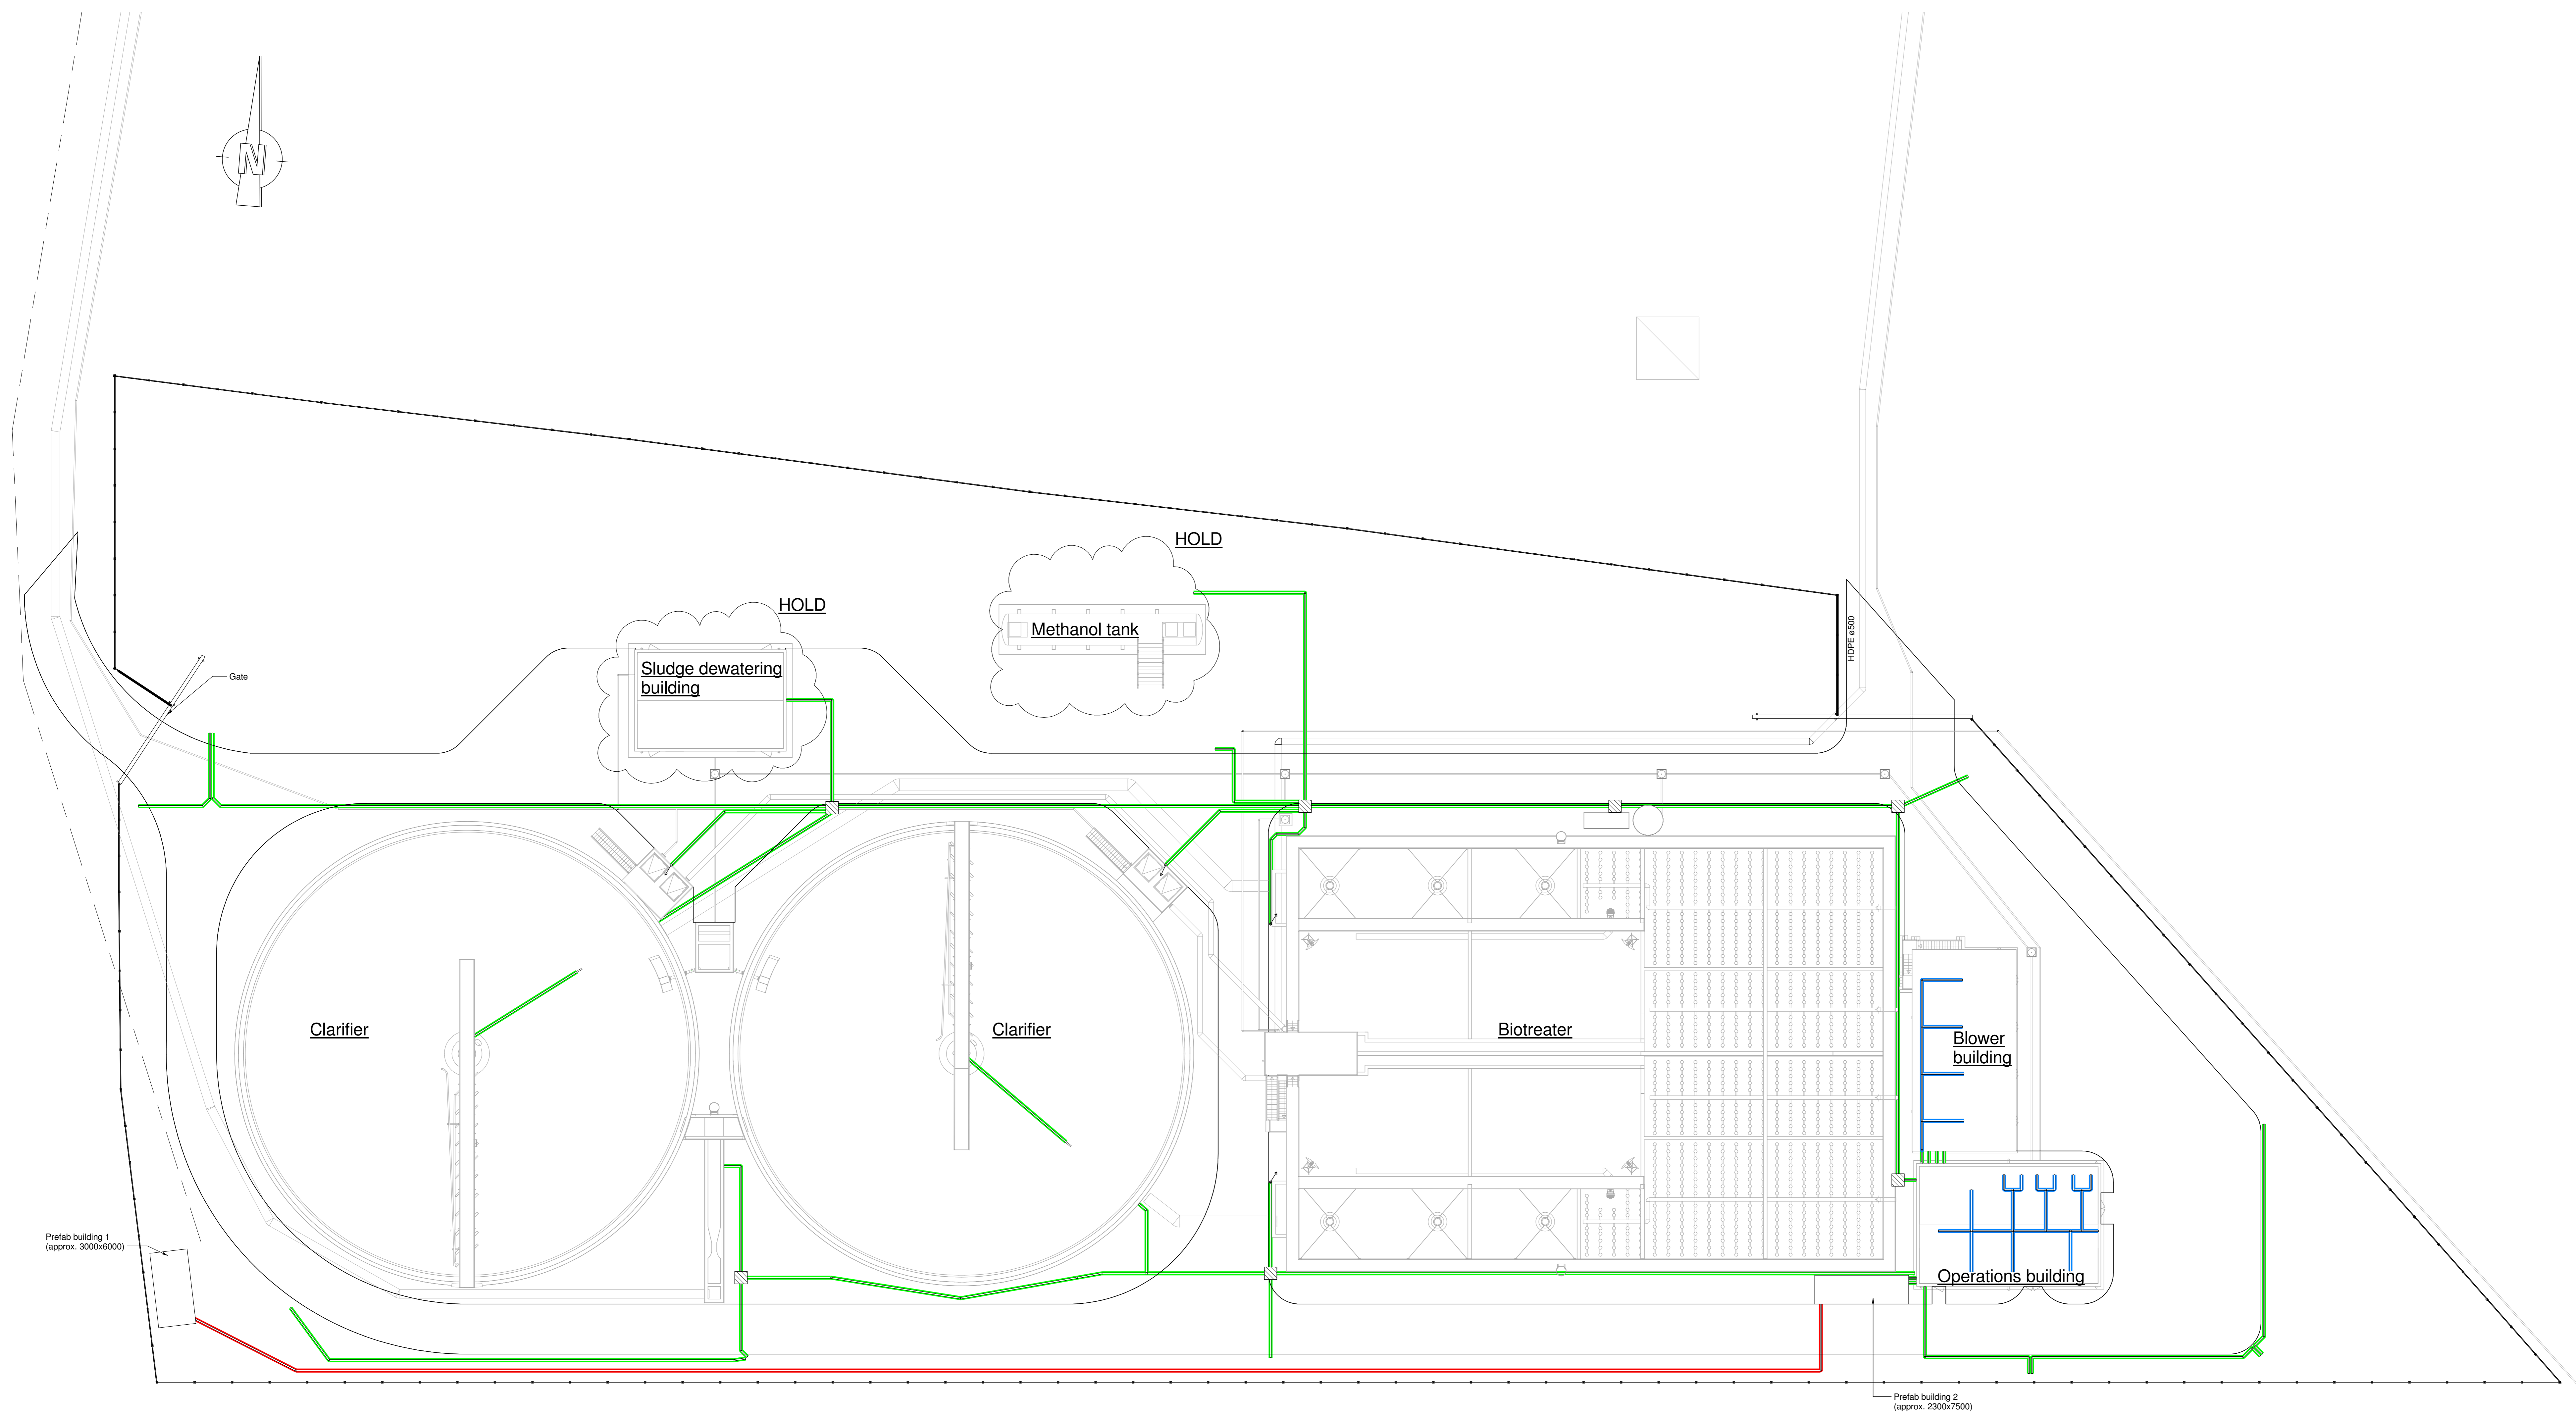 N
HOLD
HOLD
HDPE ø500
Methanol tank
Sludge dewatering
building
Gate
Clarifier
Clarifier
Biotreater
Blower
building
Prefab building 1
(approx. 3000x6000)
Operations building
Prefab building 2
(approx. 2300x7500)